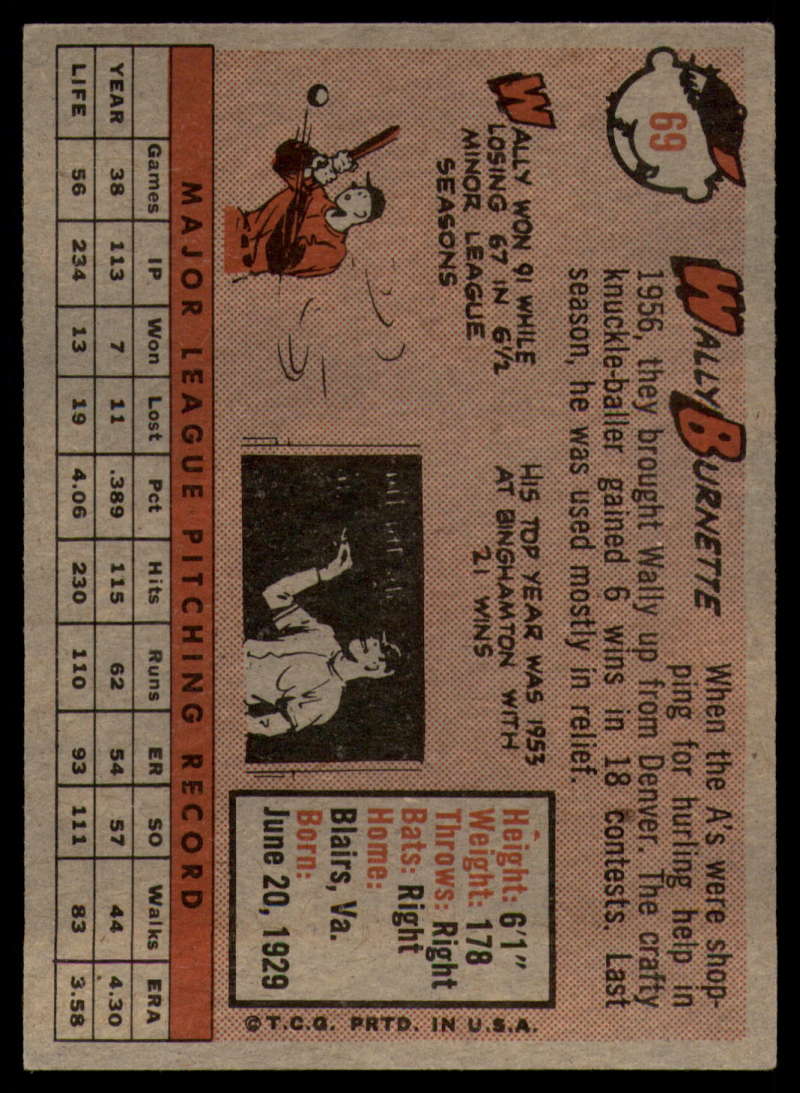 69
WALLY BURNETTE
When the A's were shop-
ping for hurling help in
1956, they brought Wally up from Denver. The crafty
knuckle-baller gained 6 wins in 18 contests. Last
season, he was used mostly in relief.
WALLY WON 91 WHILE
LOSING 67 IN 6½
MINOR LEAGUE
SEASONS
HIS TOP YEAR WAS 1953
AT BINGHAMTON WITH
21 WINS
Height: 6'1"
Weight: 178
Throws: Right
Bats: Right
Home:
Blairs, Va.
Born:
June 20, 1929
©T.C.G. PRTD. IN U.S.A.
MAJOR LEAGUE PITCHING RECORD
Games IP Won Lost Pct Hits Runs ER SO Walks ERA
YEAR 38 113 7 11 .389 115 62 54 57 44 4.30
LIFE 56 234 13 19 4.06 230 110 93 111 83 3.58